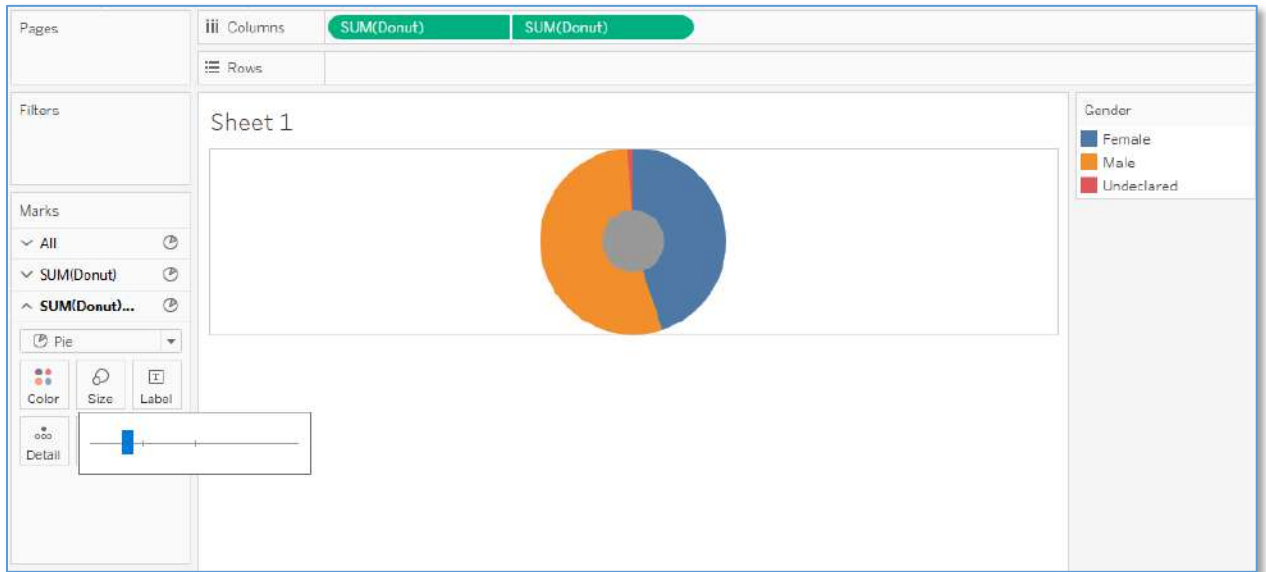 Pages
Columns
SUM(Donut)
SUM(Donut)
Rows
Filters
Sheet 1
Gender
Female
Male
Undeclared
Marks
All
SUM(Donut)
SUM(Donut)...
Pie
Color
Size
Label
Detail